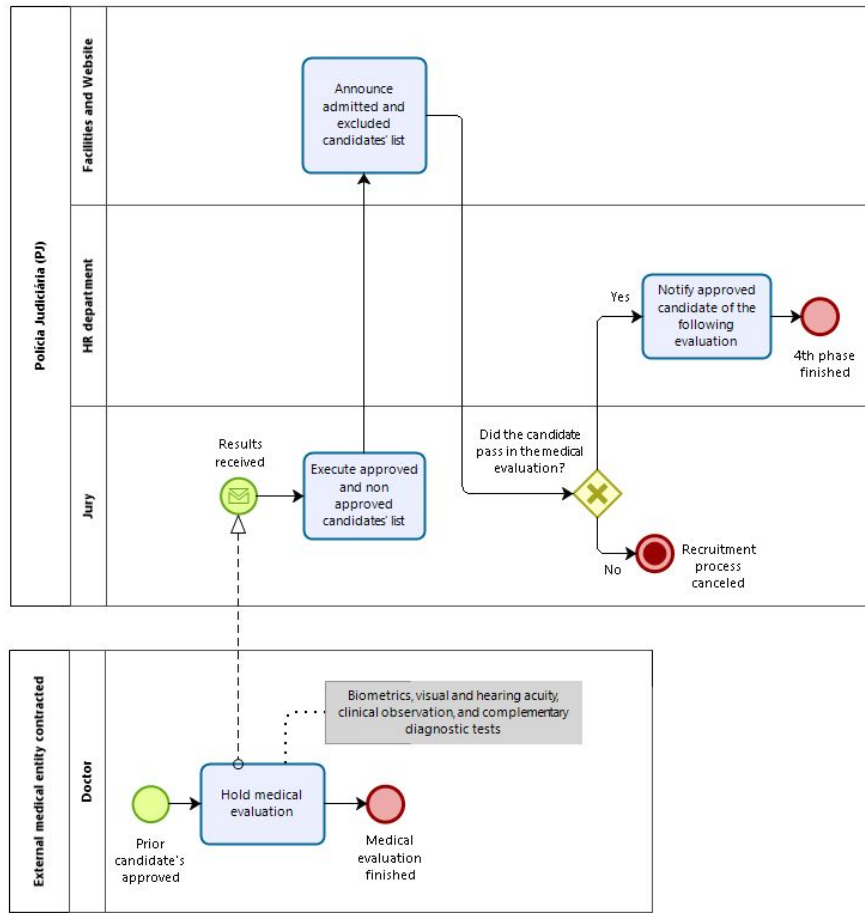 Polícia Judiciária (PJ)
Facilities and Website
Announce
admitted and
excluded
candidates' list
HR department
Yes
Notify approved
candidate of the
following
evaluation
4th phase
finished
Jury
Results
received
Execute approved
and non
approved
candidates' list
Did the candidate
pass in the medical
evaluation?
No
Recruitment
process
canceled
External medical entity contracted
Doctor
Biometrics, visual and hearing acuity,
clinical observation, and complementary
diagnostic tests
Prior
candidate's
approved
Hold medical
evaluation
Medical
evaluation
finished